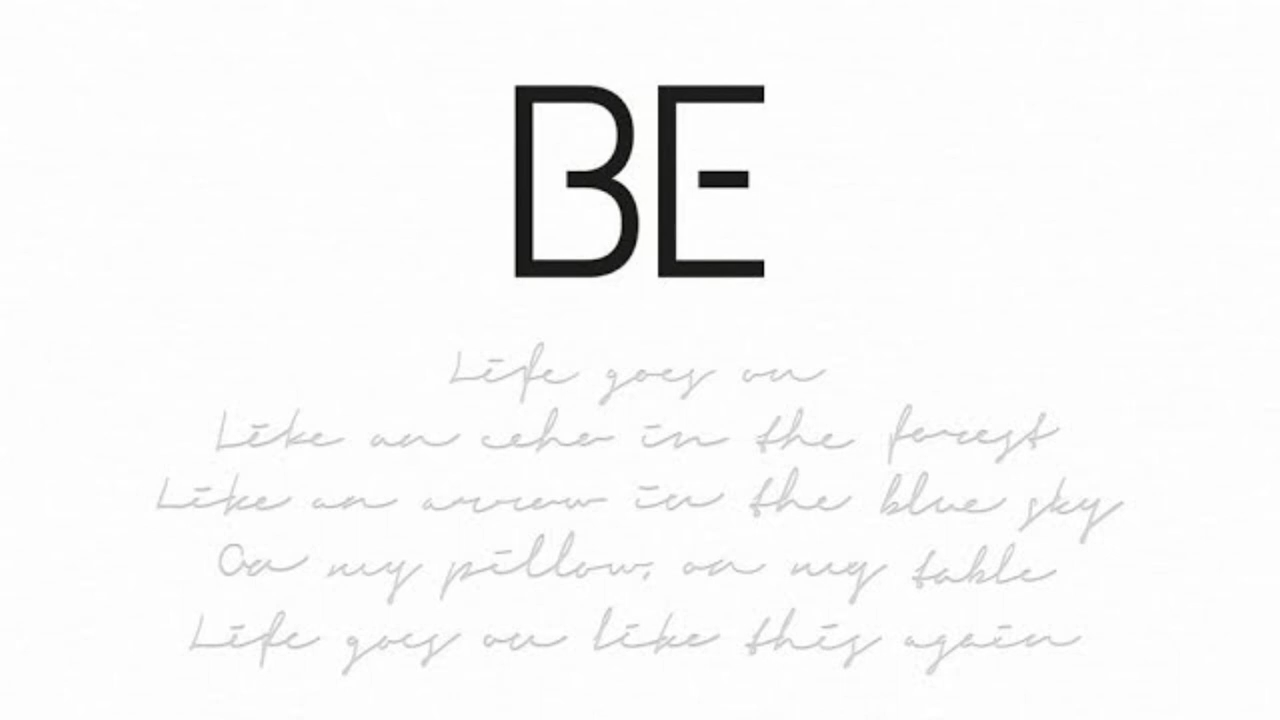 BE
Life goes on
Like an echo in the forest
Like an arrow in the blue sky
On my pillow, on my table
Life goes on like this again